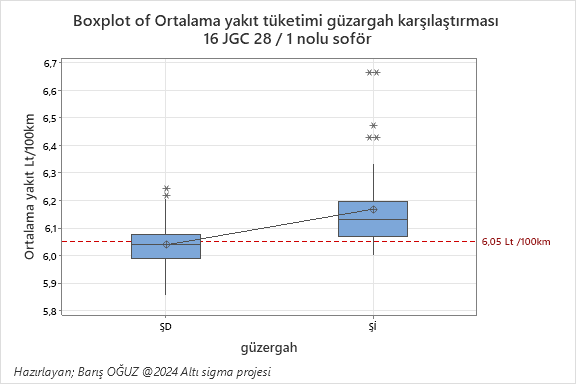 Boxplot of Ortalama yakıt tüketimi güzargah karşılaştırması
16 JGC 28 / 1 nolu soför
Ortalama yakıt Lt/100km
6,7
6,6
6,5
6,4
6,3
6,2
6,1
6,0
5,9
5,8
6,05 Lt /100km
ŞD
Şİ
güzergah
Hazırlayan; Barış OĞUZ @2024 Altı sigma projesi